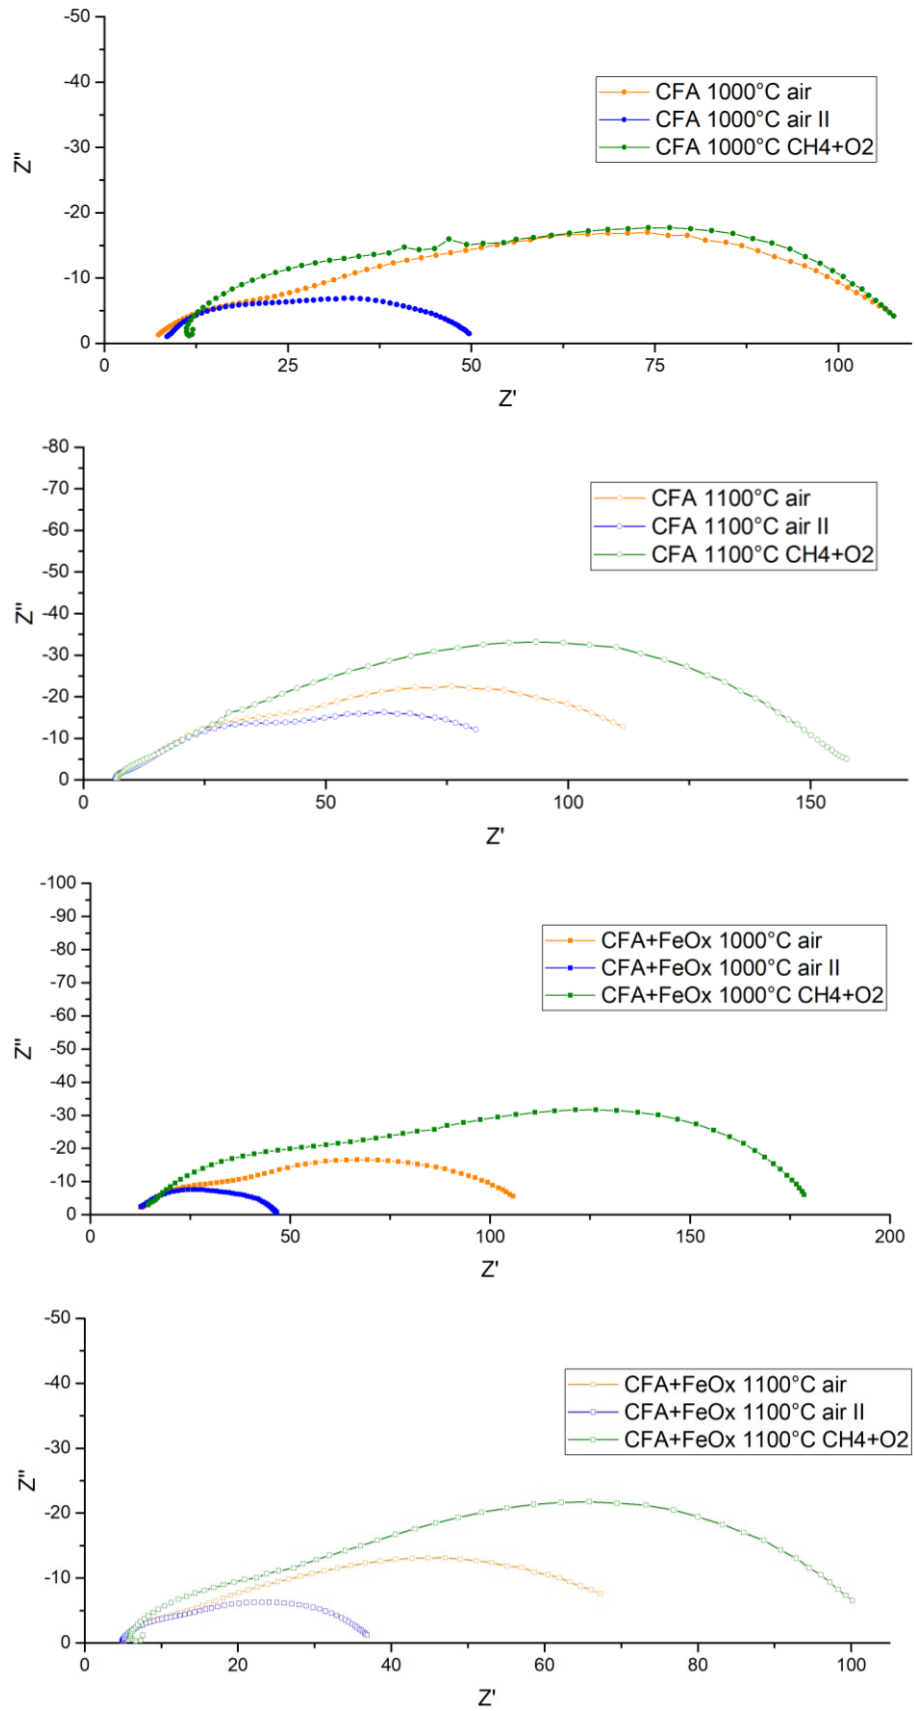 -50
-40
-30
-20
-10
0
Z"
CFA 1000°C air
CFA 1000°C air II
CFA 1000°C CH4+O2
0 25 50 75 100
Z'
-80
-70
-60
-50
-40
-30
-20
-10
0
Z"
CFA 1100°C air
CFA 1100°C air II
CFA 1100°C CH4+O2
0 50 100 150
Z'
-100
-90
-80
-70
-60
-50
-40
-30
-20
-10
0
Z"
CFA+FeOx 1000°C air
CFA+FeOx 1000°C air II
CFA+FeOx 1000°C CH4+O2
0 50 100 150 200
Z'
-50
-40
-30
-20
-10
0
Z"
CFA+FeOx 1100°C air
CFA+FeOx 1100°C air II
CFA+FeOx 1100°C CH4+O2
0 20 40 60 80 100
Z'